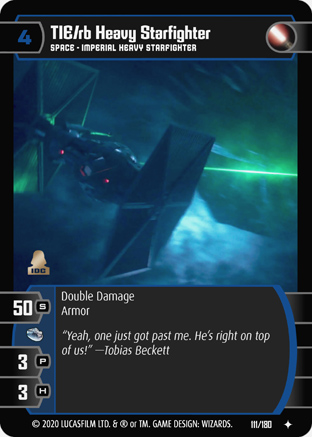 4 TIE/rb Heavy Starfighter
SPACE • IMPERIAL HEAVY STARFIGHTER
IDC
50 S
Double Damage
Armor
"Yeah, one just got past me. He's right on top
of us!" —Tobias Beckett
3 P
3 H
© 2020 LUCASFILM LTD. & ® or TM. GAME DESIGN: WIZARDS. 111/180